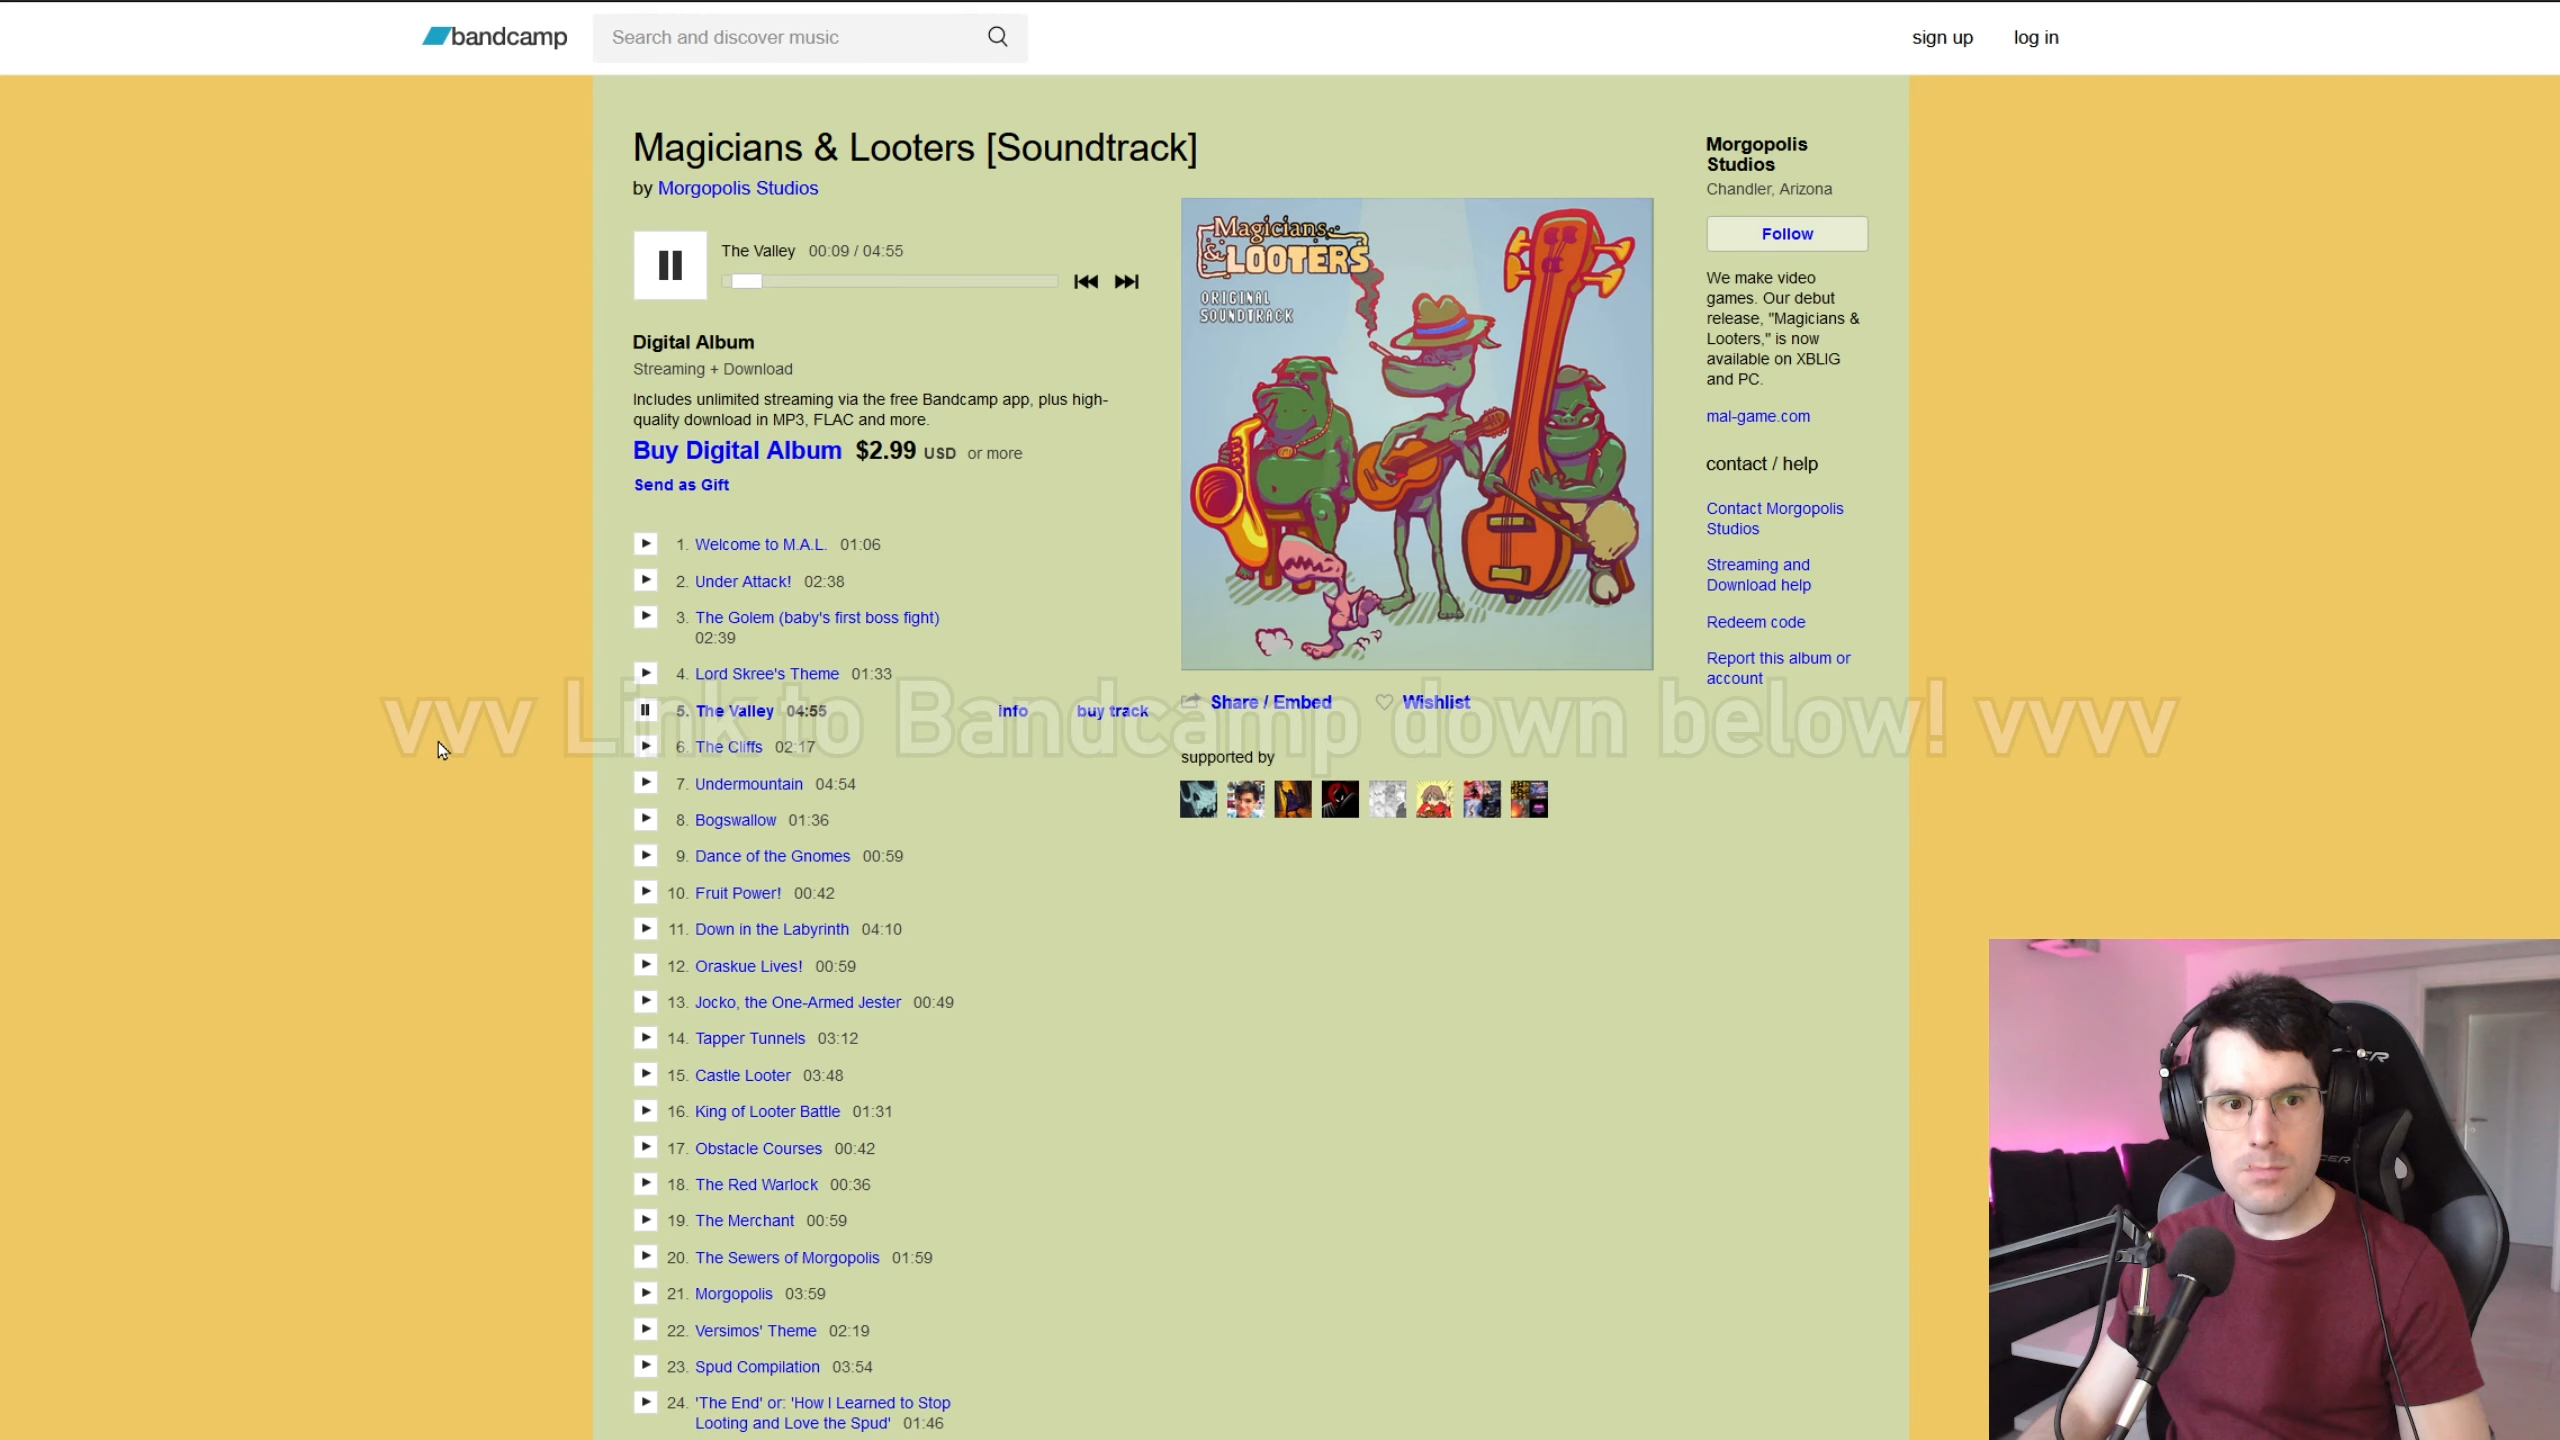 bandcamp
Search and discover music
sign up
log in
Magicians & Looters [Soundtrack]
by Morgopolis Studios
The Valley 00:09 / 04:55
Digital Album
Streaming + Download
Includes unlimited streaming via the free Bandcamp app, plus high-
quality download in MP3, FLAC and more.
Buy Digital Album $2.99 USD or more
Send as Gift
1. Welcome to M.A.L. 01:06
2. Under Attack! 02:38
3. The Golem (baby's first boss fight)
02:39
4. Lord Skree's Theme 01:33
5. The Valley 04:55 info buy track
6. The Cliffs 02:17
7. Undermountain 04:54
8. Bogswallow 01:36
9. Dance of the Gnomes 00:59
10. Fruit Power! 00:42
11. Down in the Labyrinth 04:10
12. Oraskue Lives! 00:59
13. Jocko, the One-Armed Jester 00:49
14. Tapper Tunnels 03:12
15. Castle Looter 03:48
16. King of Looter Battle 01:31
17. Obstacle Courses 00:42
18. The Red Warlock 00:36
19. The Merchant 00:59
20. The Sewers of Morgopolis 01:59
21. Morgopolis 03:59
22. Versimos' Theme 02:19
23. Spud Compilation 03:54
24. 'The End' or: 'How I Learned to Stop
Looting and Love the Spud' 01:46
Magicians
& LOOTERS
ORIGINAL
SOUNDTRACK
Share / Embed
Wishlist
supported by
Morgopolis
Studios
Chandler, Arizona
Follow
We make video
games. Our debut
release, "Magicians &
Looters," is now
available on XBLIG
and PC.
mal-game.com
contact / help
Contact Morgopolis
Studios
Streaming and
Download help
Redeem code
Report this album or
account
vvv Link to Bandcamp down below! vvvv